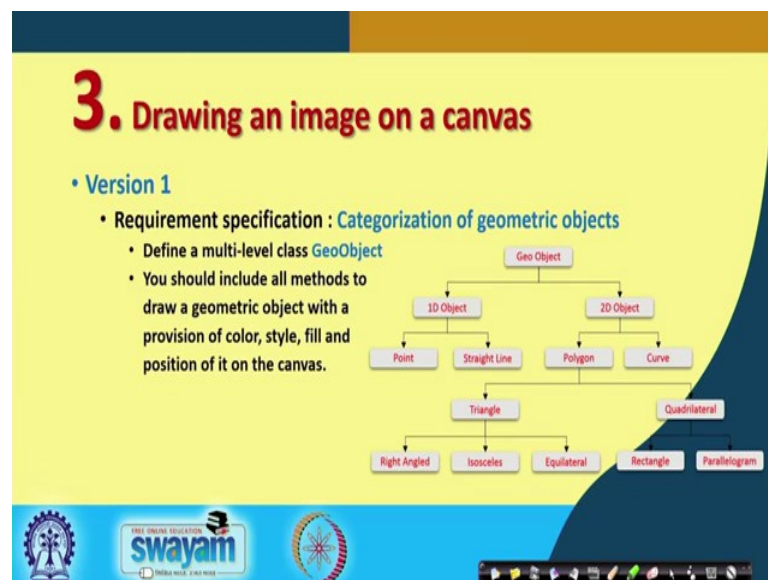 3. Drawing an image on a canvas
• Version 1
• Requirement specification : Categorization of geometric objects
• Define a multi-level class GeoObject
• You should include all methods to
draw a geometric object with a
provision of color, style, fill and
position of it on the canvas.
Geo Object
1D Object
2D Object
Point
Straight Line
Polygon
Curve
Triangle
Quadrilateral
Right Angled
Isosceles
Equilateral
Rectangle
Parallelogram
FREE ONLINE EDUCATION
swayam